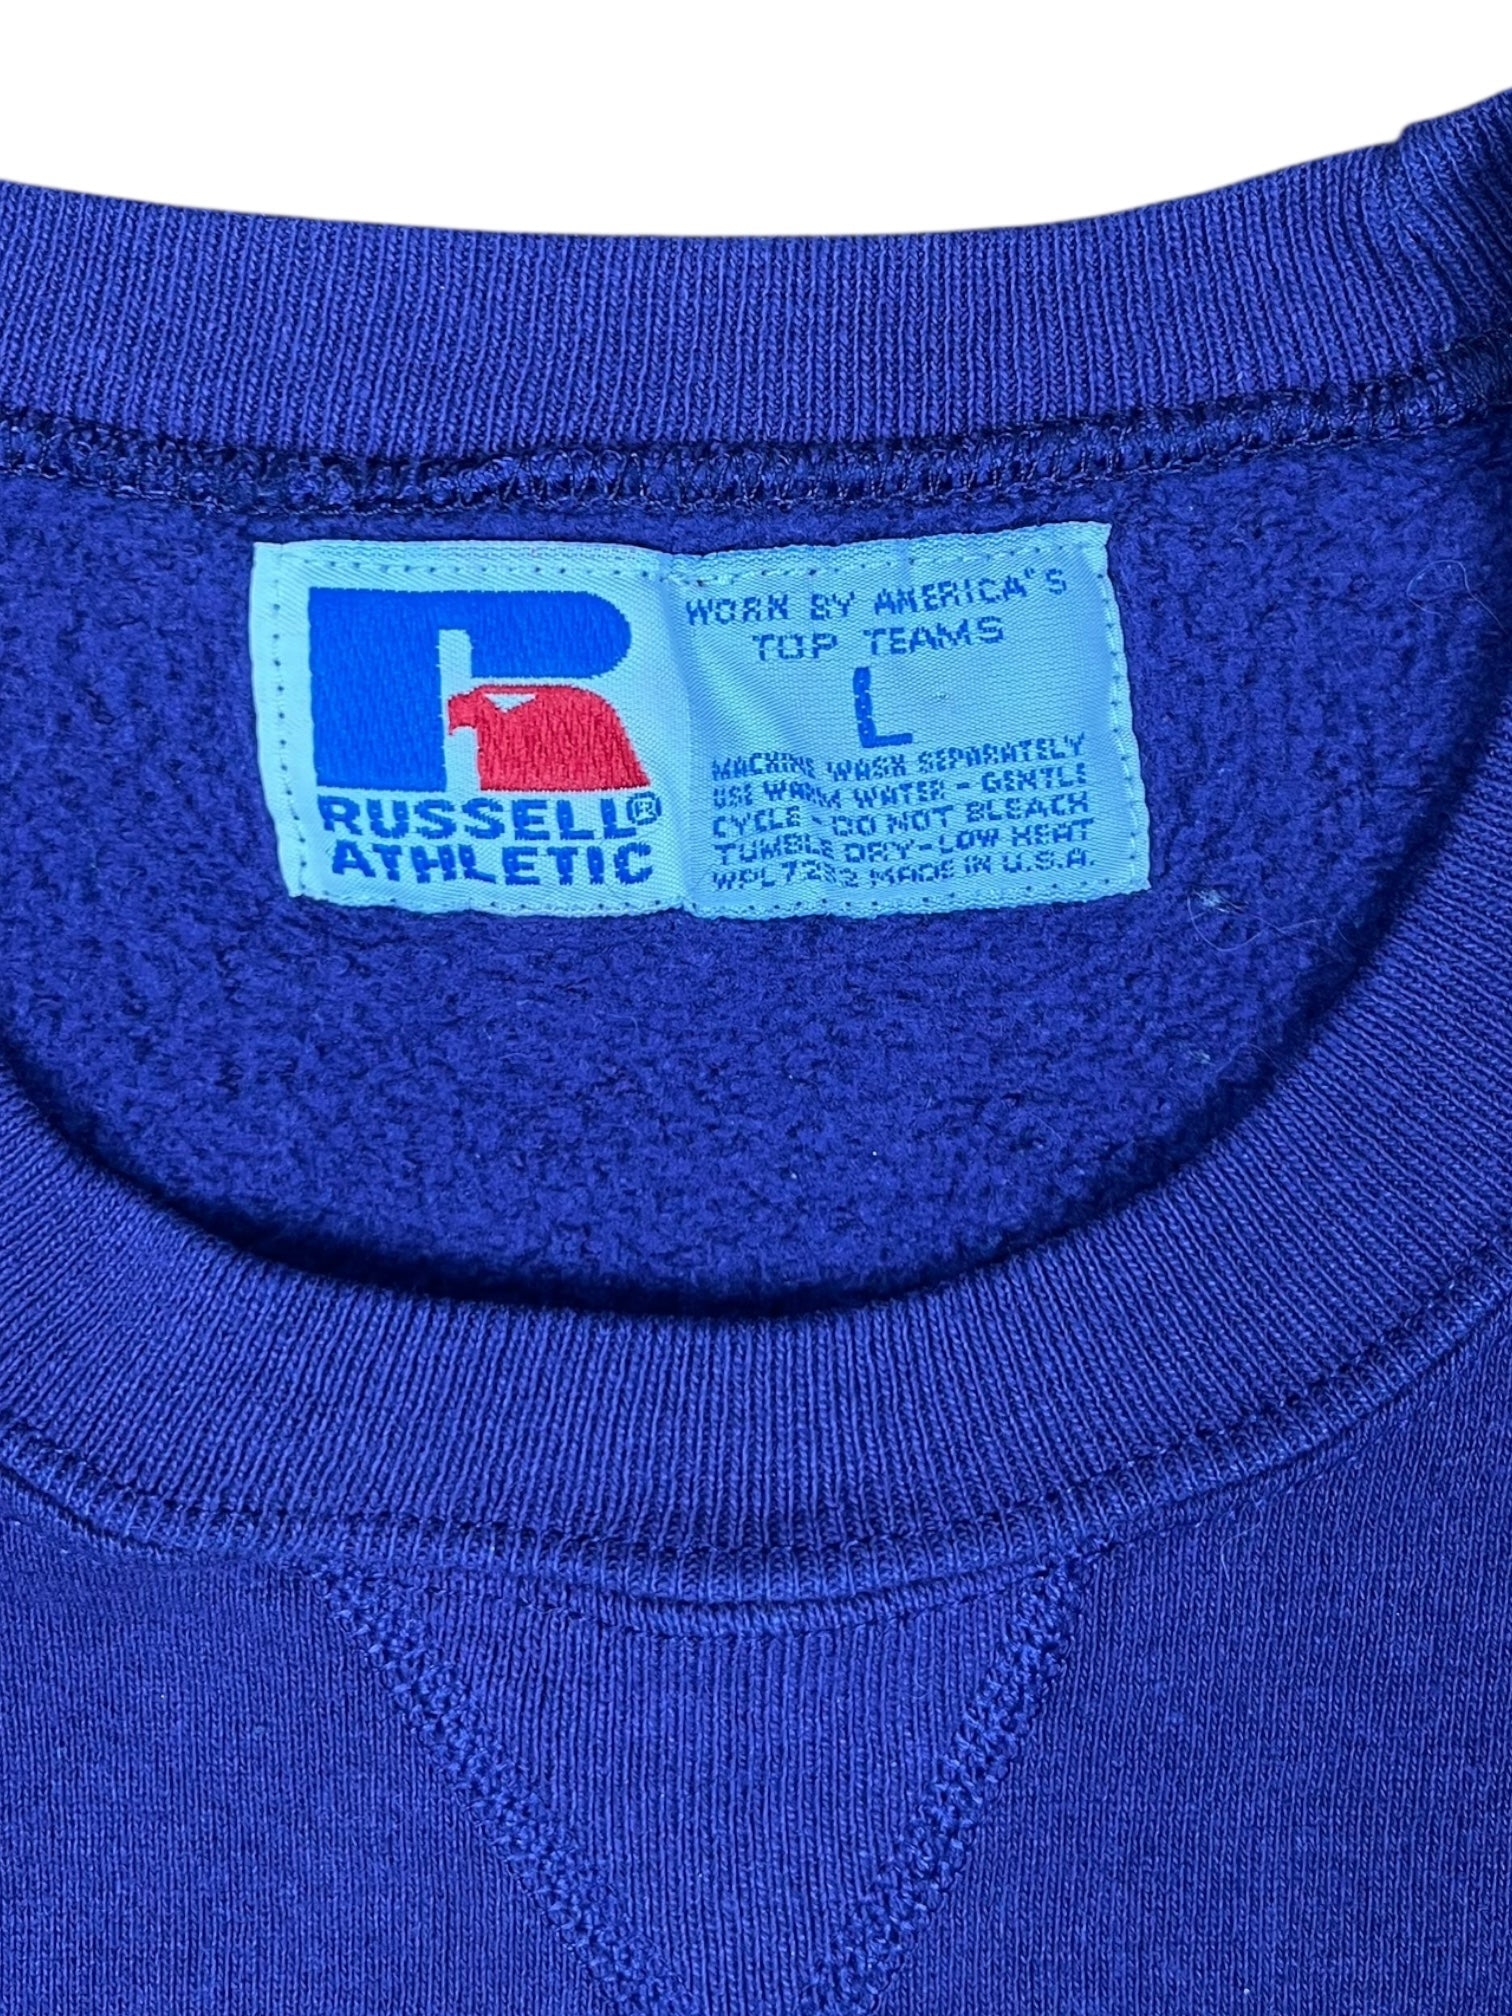 RUSSELL®
ATHLETIC
WORN BY AMERICA'S
TOP TEAMS
L
MACHINE WASH SEPARATELY
USE WARM WATER - GENTLE
CYCLE - DO NOT BLEACH
TUMBLE DRY-LOW HEAT
WPL 7282 MADE IN U.S.A.